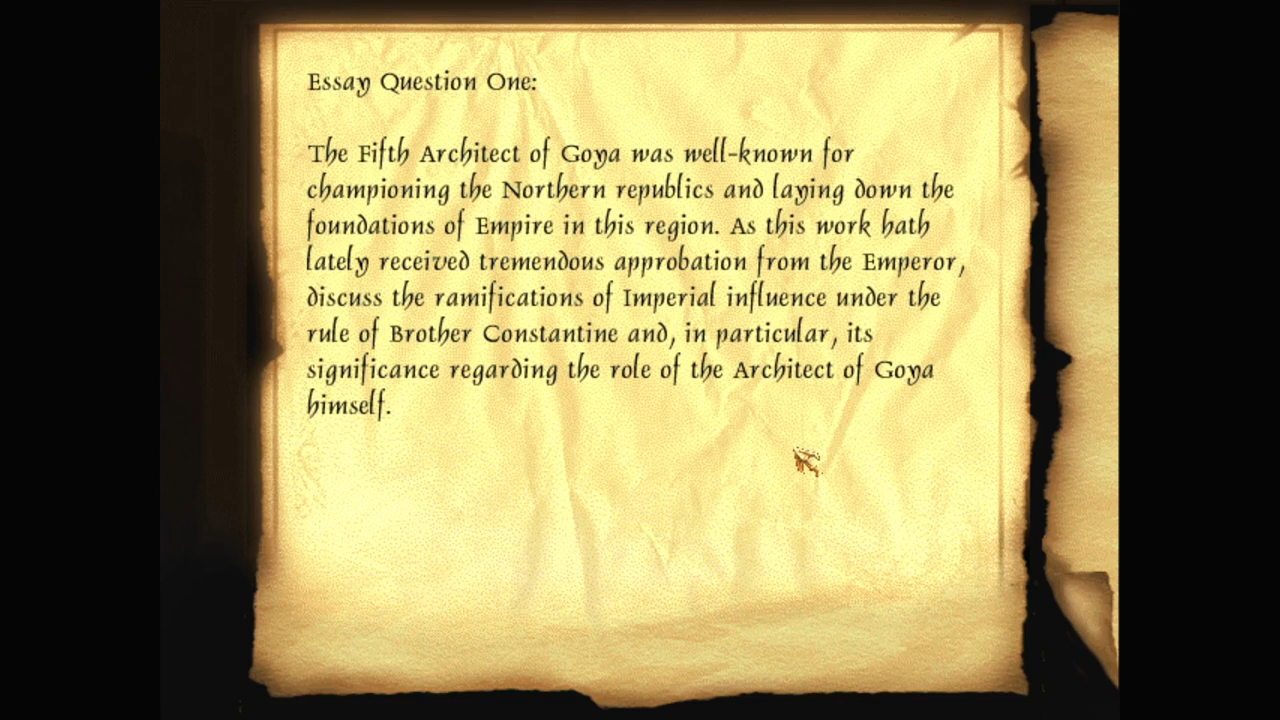 Essay Question One:
The Fifth Architect of Goya was well-known for
championing the Northern republics and laying down the
foundations of Empire in this region. As this work hath
lately received tremendous approbation from the Emperor,
discuss the ramifications of Imperial influence under the
rule of Brother Constantine and, in particular, its
significance regarding the role of the Architect of Goya
himself.